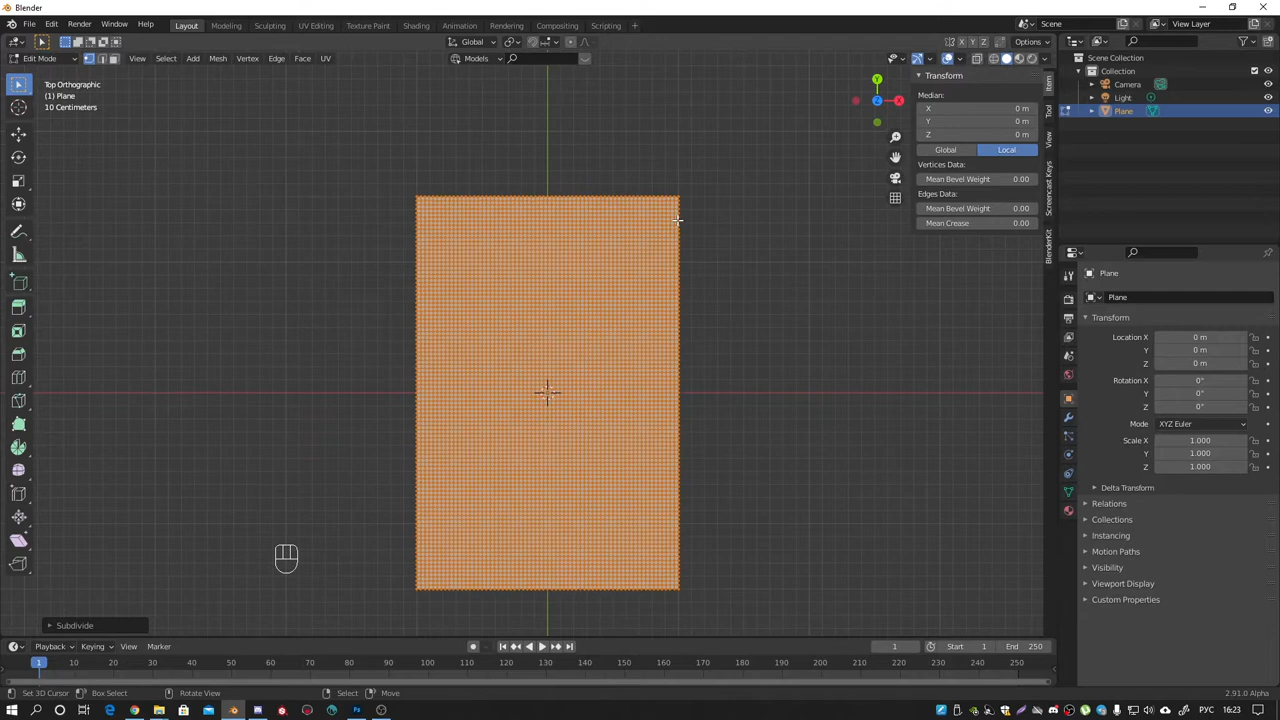 Blender
File Edit Render Window Help Layout Modeling Sculpting UV Editing Texture Paint Shading Animation Rendering Compositing Scripting + Scene View Layer
Global Options
X Y Z
Edit Mode View Select Add Mesh Vertex Edge Face UV Models
Top Orthographic
(1) Plane
10 Centimeters
Y
Z
X
Transform
Median:
X 0 m
Y 0 m
Z 0 m
Global Local
Vertices Data:
Mean Bevel Weight 0.00
Edges Data:
Mean Bevel Weight 0.00
Mean Crease 0.00
Item
Tool
View
Screencast Keys
BlenderKit
Scene Collection
Collection
Camera
Light
Plane
Plane
Plane
Transform
Location X 0 m
Y 0 m
Z 0 m
Rotation X 0°
Y 0°
Z 0°
Mode XYZ Euler
Scale X 1.000
Y 1.000
Z 1.000
Delta Transform
Relations
Collections
Instancing
Motion Paths
Visibility
Viewport Display
Custom Properties
Subdivide
Playback Keying View Marker 1 Start 1 End 250
1 10 20 30 40 50 60 70 80 90 100 110 120 130 140 150 160 170 180 190 200 210 220 230 240 250
Set 3D Cursor Box Select Rotate View Select Move 2.91.0 Alpha
РУС 16:23